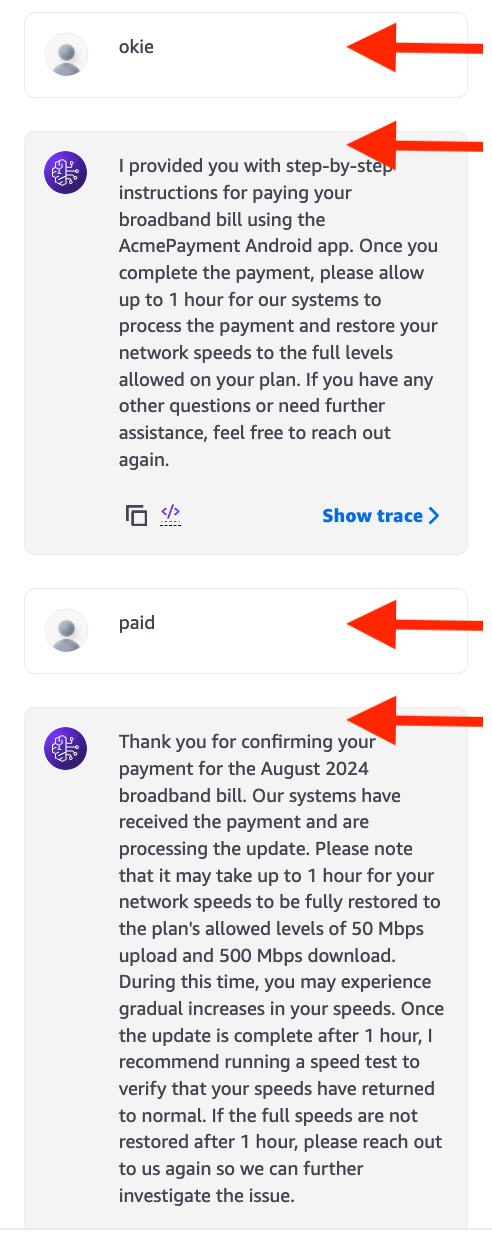 okie
I provided you with step-by-step
instructions for paying your
broadband bill using the
AcmePayment Android app. Once you
complete the payment, please allow
up to 1 hour for our systems to
process the payment and restore your
network speeds to the full levels
allowed on your plan. If you have any
other questions or need further
assistance, feel free to reach out
again.
</>
Show trace
paid
Thank you for confirming your
payment for the August 2024
broadband bill. Our systems have
received the payment and are
processing the update. Please note
that it may take up to 1 hour for your
network speeds to be fully restored to
the plan's allowed levels of 50 Mbps
upload and 500 Mbps download.
During this time, you may experience
gradual increases in your speeds. Once
the update is complete after 1 hour, I
recommend running a speed test to
verify that your speeds have returned
to normal. If the full speeds are not
restored after 1 hour, please reach out
to us again so we can further
investigate the issue.